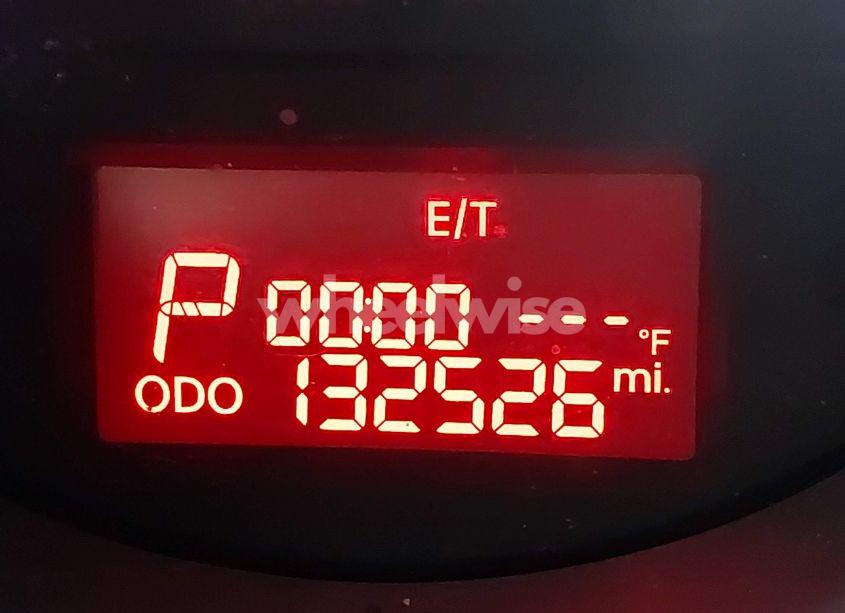 E/T
P 00:00 --- °F
ODO 132526 mi.
wheelwise